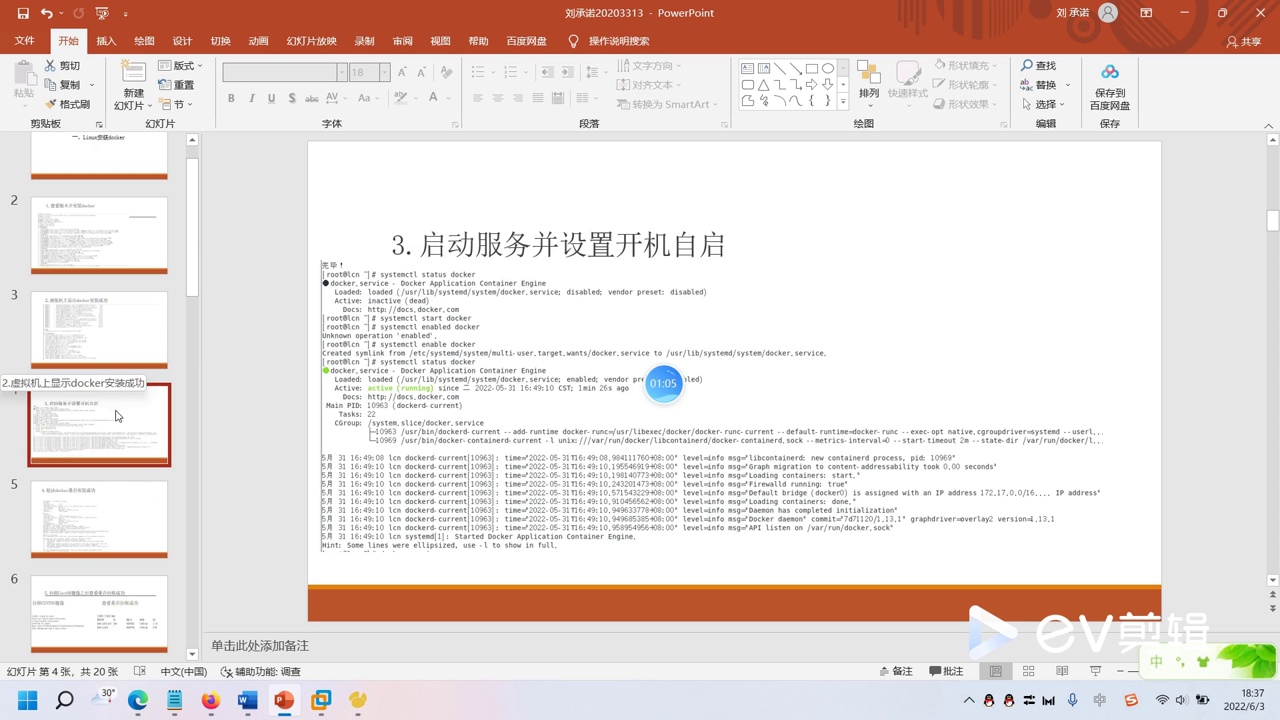 刘承诺20203313 - PowerPoint
刘 承诺
文件 开始 插入 绘图 设计 切换 动画 幻灯片放映 录制 审阅 视图 帮助 百度网盘 操作说明搜索 共享
粘贴
剪切
复制
格式刷
新建
幻灯片
版式
重置
节
18
B I U S abc AV Aa A
文字方向
对齐文本
转换为 SmartArt
排列 快速样式
形状填充
形状轮廓
形状效果
查找
替换
选择
保存到
百度网盘
剪贴板 幻灯片 字体 段落 绘图 编辑 保存
一. Linux安装docker
2
3
2.虚拟机上显示docker安装成功
5
6
3.启动服务并设置开机自启
完毕!
[root@lcn ~]# systemctl status docker
●docker.service - Docker Application Container Engine
Loaded: loaded (/usr/lib/systemd/system/docker.service; disabled; vendor preset: disabled)
Active: inactive (dead)
Docs: http://docs.docker.com
[root@lcn ~]# systemctl start docker
[root@lcn ~]# systemctl enabled docker
Unknown operation 'enabled'.
[root@lcn ~]# systemctl enable docker
Created symlink from /etc/systemd/system/multi-user.target.wants/docker.service to /usr/lib/systemd/system/docker.service.
[root@lcn ~]# systemctl status docker
●docker.service - Docker Application Container Engine
Loaded: loaded (/usr/lib/systemd/system/docker.service; enabled; vendor
Active: active (running) since 二 2022-05-31 16:49:10 CST; 1min 26s ago
Docs: http://docs.docker.com
Main PID: 10963 (dockerd-current)
Tasks: 22
CGroup: /system.slice/docker.service
├─10963 /usr/bin/dockerd-current --add-runtime docker-runc=/usr/libexec/docker/docker-runc-current --default-runtime=docker-runc --exec-opt native.cgroupdriver=systemd --userl...
└─10969 /usr/bin/docker-containerd-current -l unix:///var/run/docker/libcontainerd/docker-containerd.sock --metrics-interval=0 --start-timeout 2m --state-dir /var/run/docker/l...
5月 31 16:49:08 lcn dockerd-current[10963]: time="2022-05-31T16:49:08.984111760+08:00" level=info msg="libcontainerd: new containerd process, pid: 10969"
5月 31 16:49:10 lcn dockerd-current[10963]: time="2022-05-31T16:49:10.195546919+08:00" level=info msg="Graph migration to content-addressability took 0.00 seconds"
5月 31 16:49:10 lcn dockerd-current[10963]: time="2022-05-31T16:49:10.198140773+08:00" level=info msg="Loading containers: start."
5月 31 16:49:10 lcn dockerd-current[10963]: time="2022-05-31T16:49:10.243201473+08:00" level=info msg="Firewalld running: true"
5月 31 16:49:10 lcn dockerd-current[10963]: time="2022-05-31T16:49:10.571543229+08:00" level=info msg="Default bridge (docker0) is assigned with an IP address 172.17.0.0/16.... IP address"
5月 31 16:49:10 lcn dockerd-current[10963]: time="2022-05-31T16:49:10.910456562+08:00" level=info msg="Loading containers: done."
5月 31 16:49:10 lcn dockerd-current[10963]: time="2022-05-31T16:49:10.949633778+08:00" level=info msg="Daemon has completed initialization"
5月 31 16:49:10 lcn dockerd-current[10963]: time="2022-05-31T16:49:10.949685385+08:00" level=info msg="Docker daemon" commit="7d71120/1.13.1" graphdriver=overlay2 version=1.13.1
5月 31 16:49:10 lcn dockerd-current[10963]: time="2022-05-31T16:49:10.958954956+08:00" level=info msg="API listen on /var/run/docker.sock"
5月 31 16:49:10 lcn systemd[1]: Started Docker Application Container Engine.
Hint: Some lines were ellipsized, use -l to show in full.
01:05
EV剪辑
单击此处添加备注
幻灯片 第 4 张，共 20 张 中文(中国) 辅助功能: 调查 备注 批注
中
30°
18:37
2022/6/3